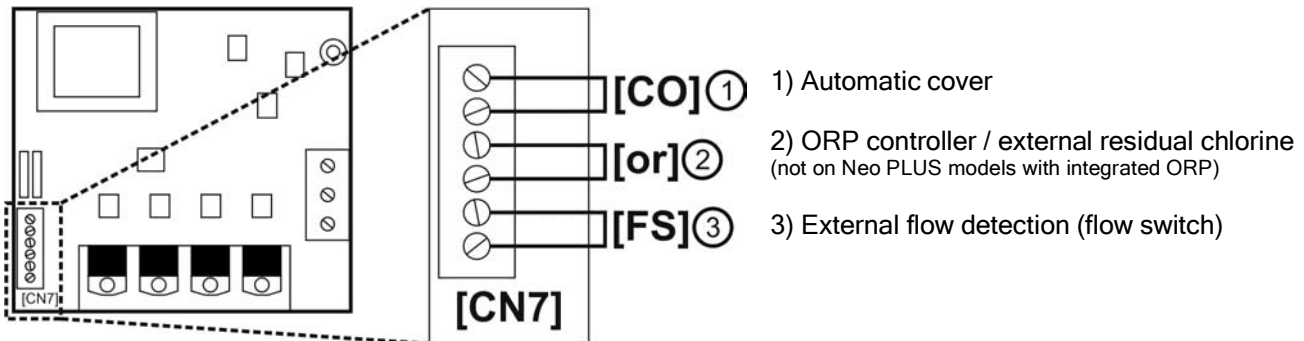 [CO]① 1) Automatic cover
[or]② 2) ORP controller / external residual chlorine
(not on Neo PLUS models with integrated ORP)
[FS]③ 3) External flow detection (flow switch)
[CN7]
[CN7]